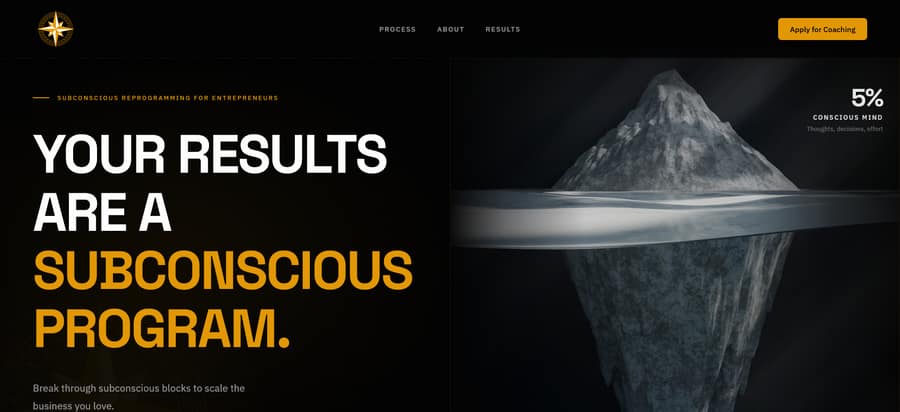 PROCESS
ABOUT
RESULTS
Apply for Coaching
SUBCONSCIOUS REPROGRAMMING FOR ENTREPRENEURS
YOUR RESULTS
ARE A
SUBCONSCIOUS
PROGRAM.
Break through subconscious blocks to scale the
business you love.
5%
CONSCIOUS MIND
Thoughts, decisions, effort